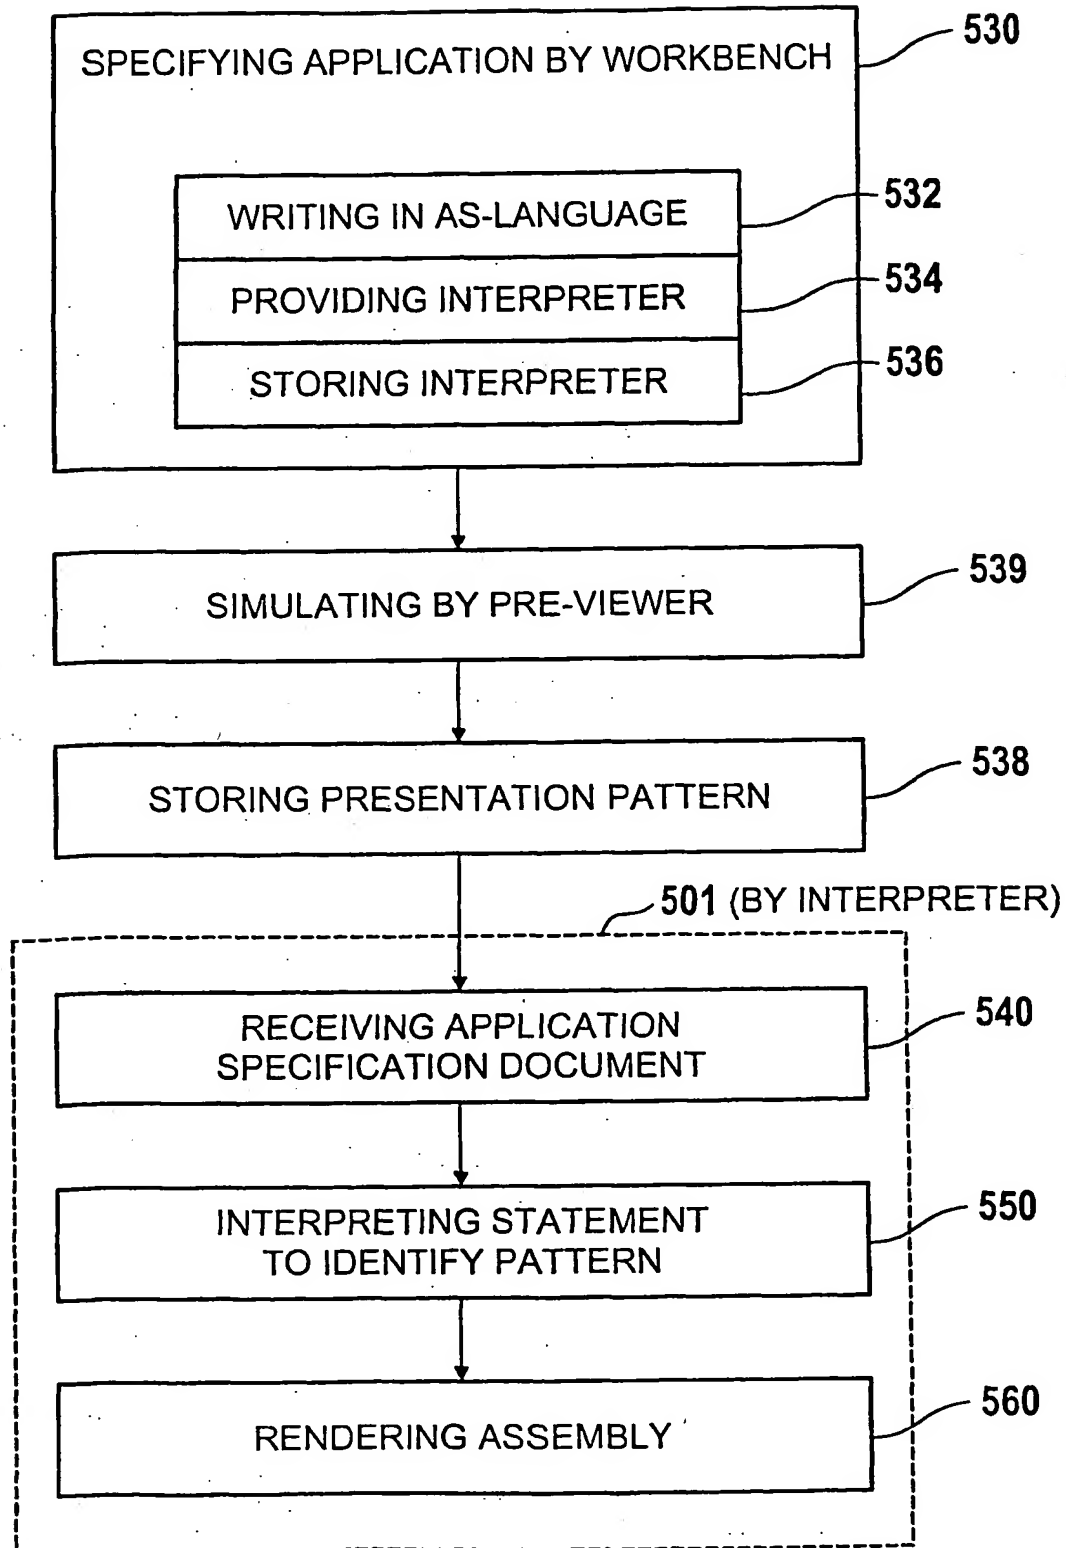 530
SPECIFYING APPLICATION BY WORKBENCH
532
WRITING IN AS-LANGUAGE
534
PROVIDING INTERPRETER
536
STORING INTERPRETER
539
SIMULATING BY PRE-VIEWER
538
STORING PRESENTATION PATTERN
501 (BY INTERPRETER)
540
RECEIVING APPLICATION
SPECIFICATION DOCUMENT
550
INTERPRETING STATEMENT
TO IDENTIFY PATTERN
560
RENDERING ASSEMBLY